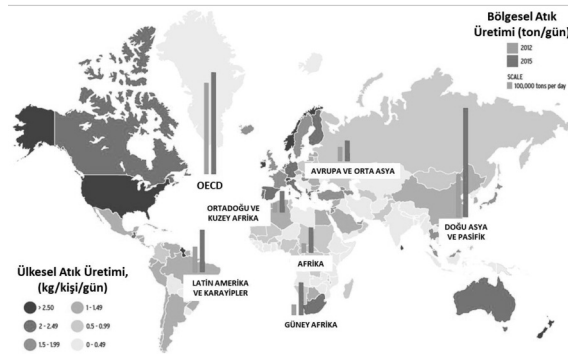 Bölgesel Atık
Üretimi (ton/gün)
2012
2015
SCALE
100,000 tons per day
OECD
AVRUPA VE ORTA ASYA
ORTADOĞU VE
KUZEY AFRİKA
DOĞU ASYA
VE PASİFİK
AFRİKA
LATİN AMERİKA
VE KARAYİPLER
GÜNEY AFRİKA
Ülkesel Atık Üretimi,
(kg/kişi/gün)
> 2.50
1-1.49
2 - 2.49
0.5-0.99
1.5-1.99
0-0.49